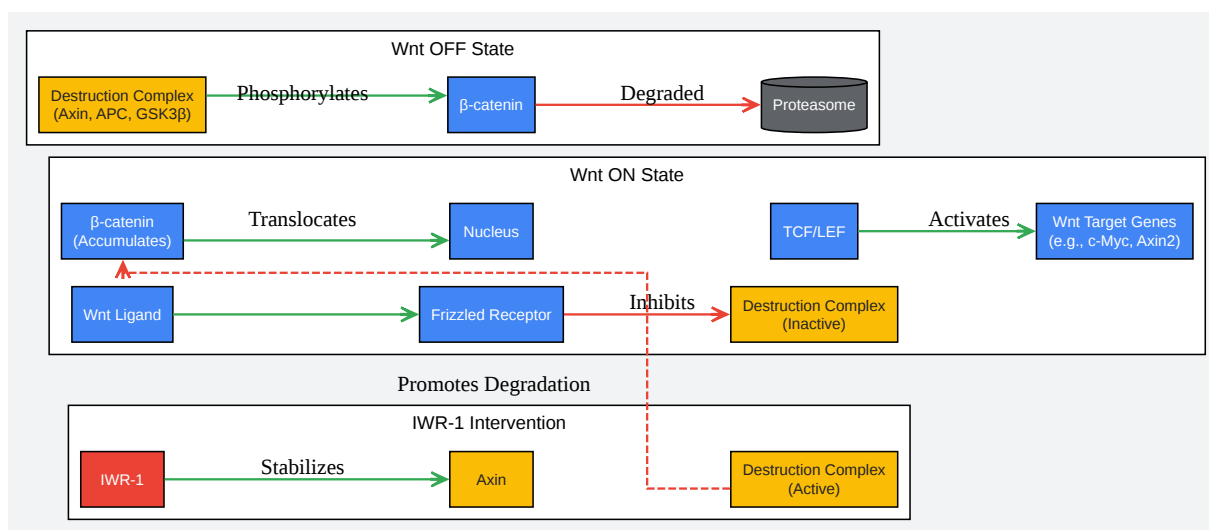 Wnt OFF State
Destruction Complex
(Axin, APC, GSK3β)
Phosphorylates
β-catenin
Degraded
Proteasome
Wnt ON State
β-catenin
(Accumulates)
Translocates
Nucleus
TCF/LEF
Activates
Wnt Target Genes
(e.g., c-Myc, Axin2)
Wnt Ligand
Frizzled Receptor
Inhibits
Destruction Complex
(Inactive)
Promotes Degradation
IWR-1 Intervention
IWR-1
Stabilizes
Axin
Destruction Complex
(Active)